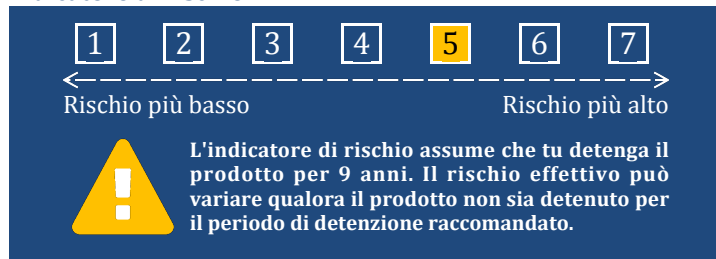 1 2 3 4 5 6 7
Rischio più basso Rischio più alto
L'indicatore di rischio assume che tu detenga il
prodotto per 9 anni. Il rischio effettivo può
variare qualora il prodotto non sia detenuto per
il periodo di detenzione raccomandato.